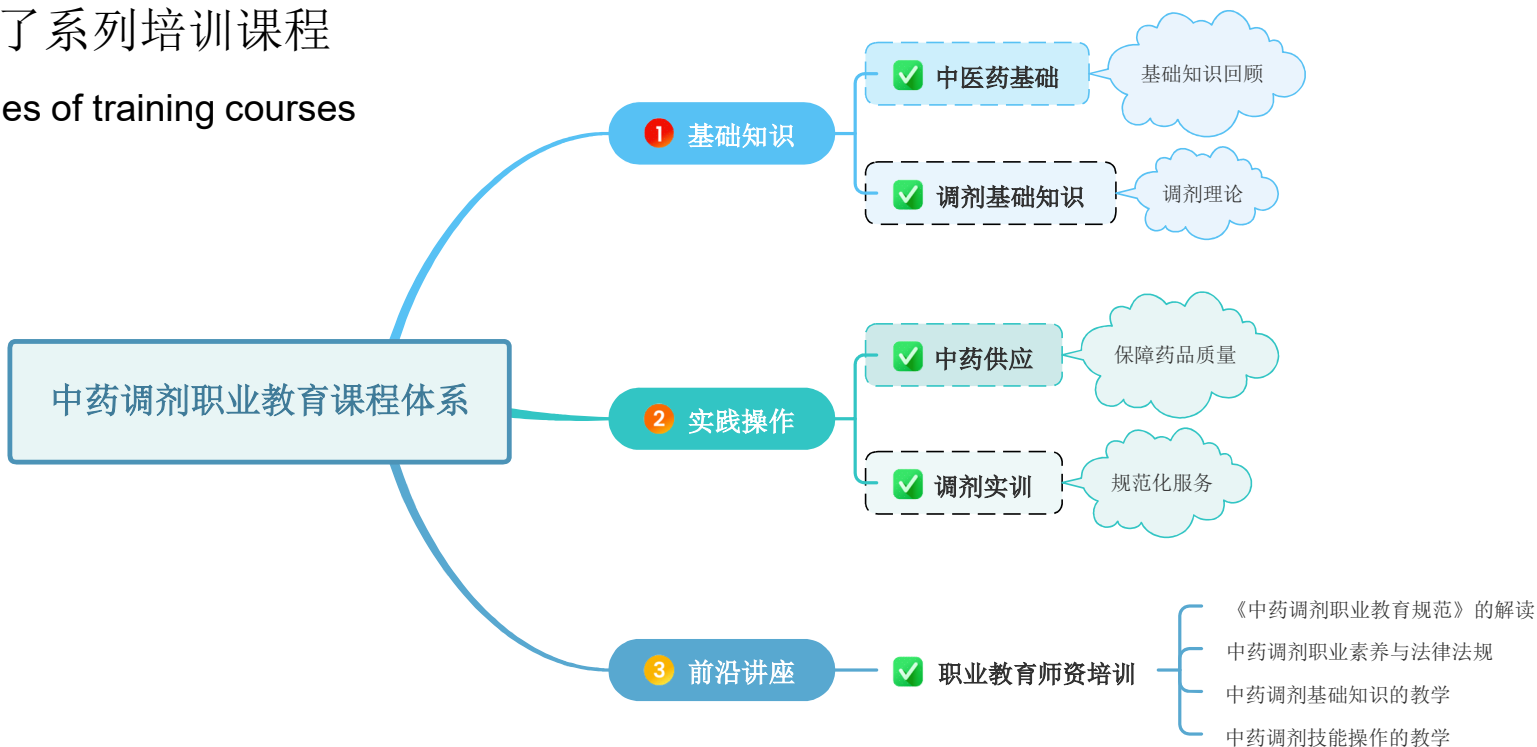 了系列培训课程
es of training courses
中药调剂职业教育课程体系
1 基础知识
中医药基础
基础知识回顾
调剂基础知识
调剂理论
2 实践操作
中药供应
保障药品质量
调剂实训
规范化服务
3 前沿讲座
职业教育师资培训
《中药调剂职业教育规范》的解读
中药调剂职业素养与法律法规
中药调剂基础知识的教学
中药调剂技能操作的教学